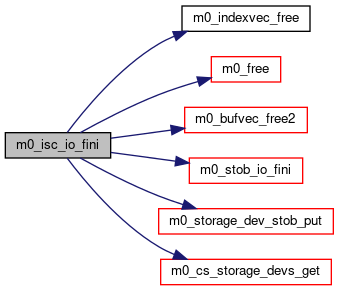 m0_indexvec_free
m0_free
m0_bufvec_free2
m0_isc_io_fini
m0_stob_io_fini
m0_storage_dev_stob_put
m0_cs_storage_devs_get